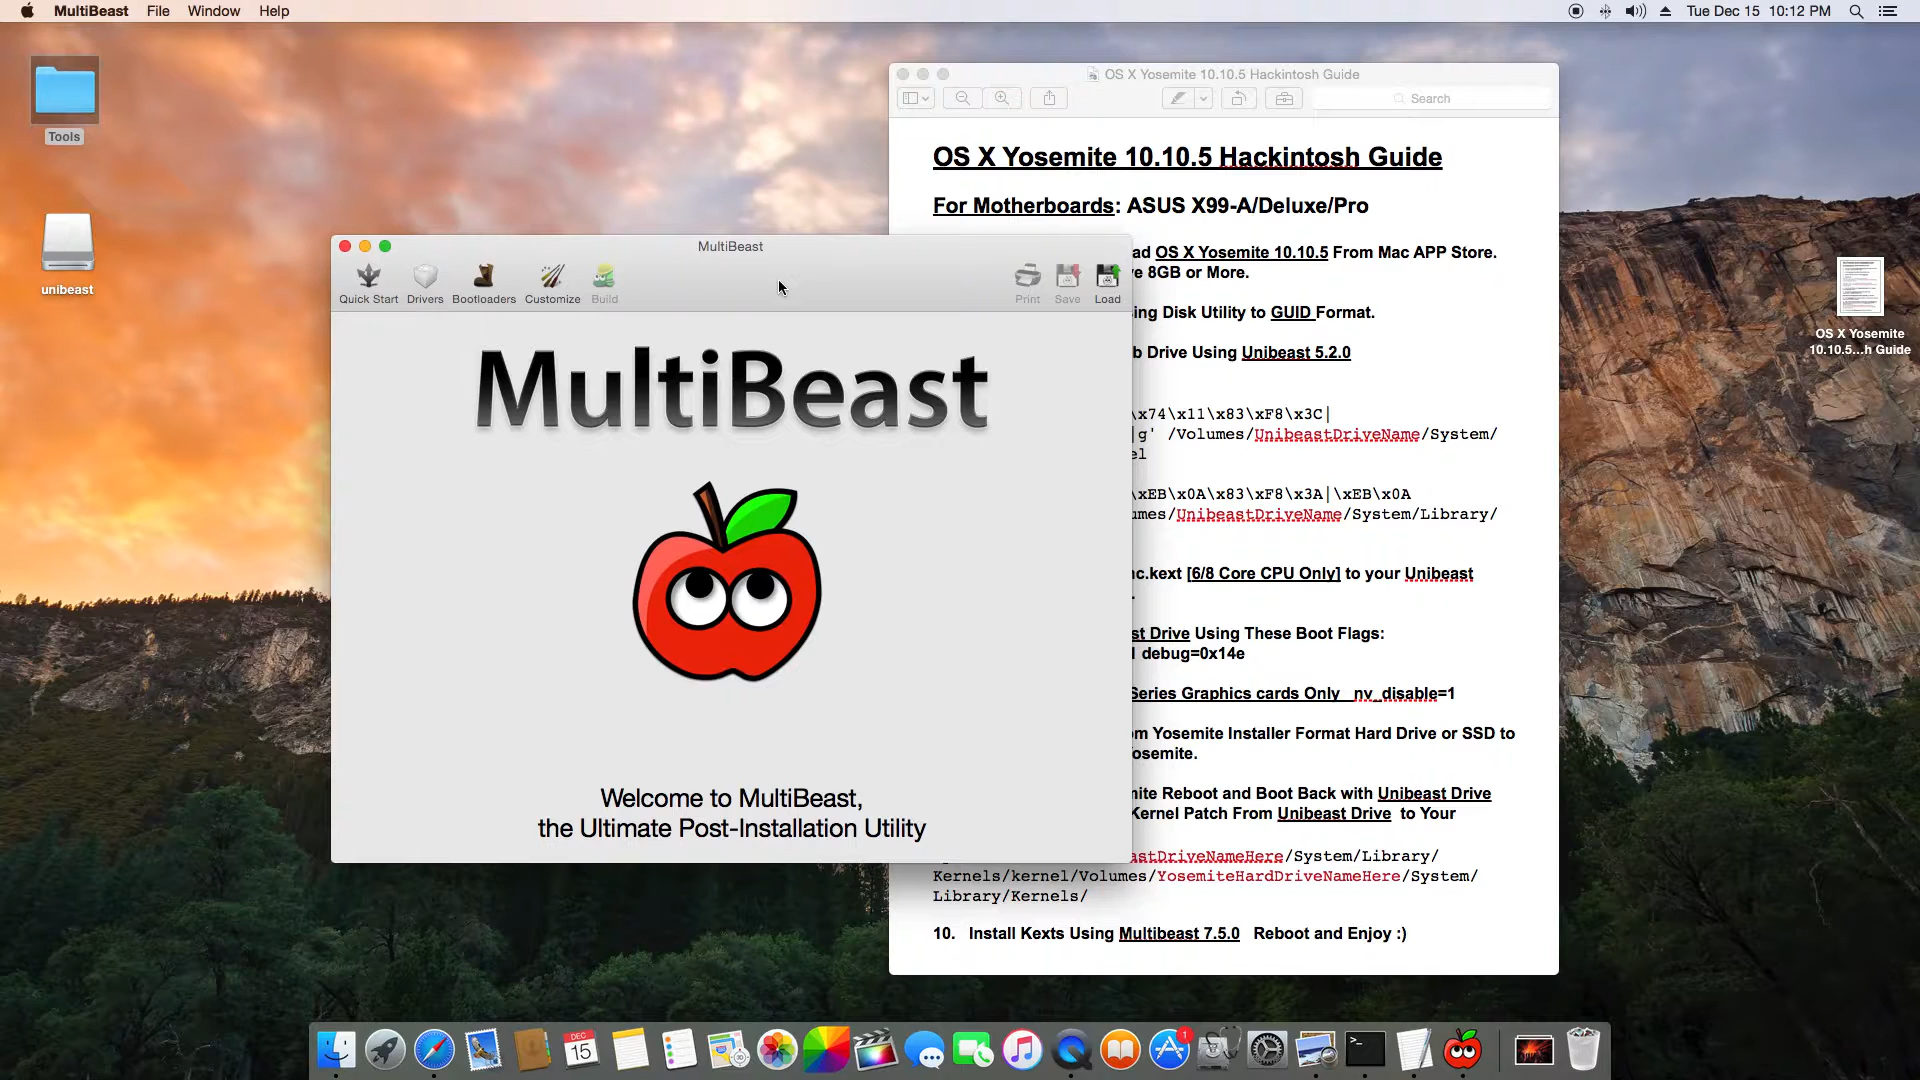 MultiBeast File Window Help
Tue Dec 15 10:12 PM
Tools
unibeast
MultiBeast
Quick Start Drivers Bootloaders Customize Build
Print Save Load
MultiBeast
Welcome to MultiBeast,
the Ultimate Post-Installation Utility
OS X Yosemite 10.10.5 Hackintosh Guide
Search
OS X Yosemite 10.10.5 Hackintosh Guide
For Motherboards: ASUS X99-A/Deluxe/Pro
ad OS X Yosemite 10.10.5 From Mac APP Store.
e 8GB or More.
ing Disk Utility to GUID Format.
b Drive Using Unibeast 5.2.0
\x74\x11\x83\xF8\x3C|
|g' /Volumes/UnibeastDriveName/System/
el
\xEB\x0A\x83\xF8\x3A|\xEB\x0A
umes/UnibeastDriveName/System/Library/
c.kext [6/8 Core CPU Only] to your Unibeast
.
st Drive Using These Boot Flags:
debug=0x14e
Series Graphics cards Only nv_disable=1
om Yosemite Installer Format Hard Drive or SSD to
osemite.
ite Reboot and Boot Back with Unibeast Drive
Kernel Patch From Unibeast Drive to Your
astDriveNameHere/System/Library/
Kernels/kernel/Volumes/YosemiteHardDriveNameHere/System/
Library/Kernels/
10. Install Kexts Using Multibeast 7.5.0 Reboot and Enjoy :)
OS X Yosemite
10.10.5...h Guide
DEC
15
1